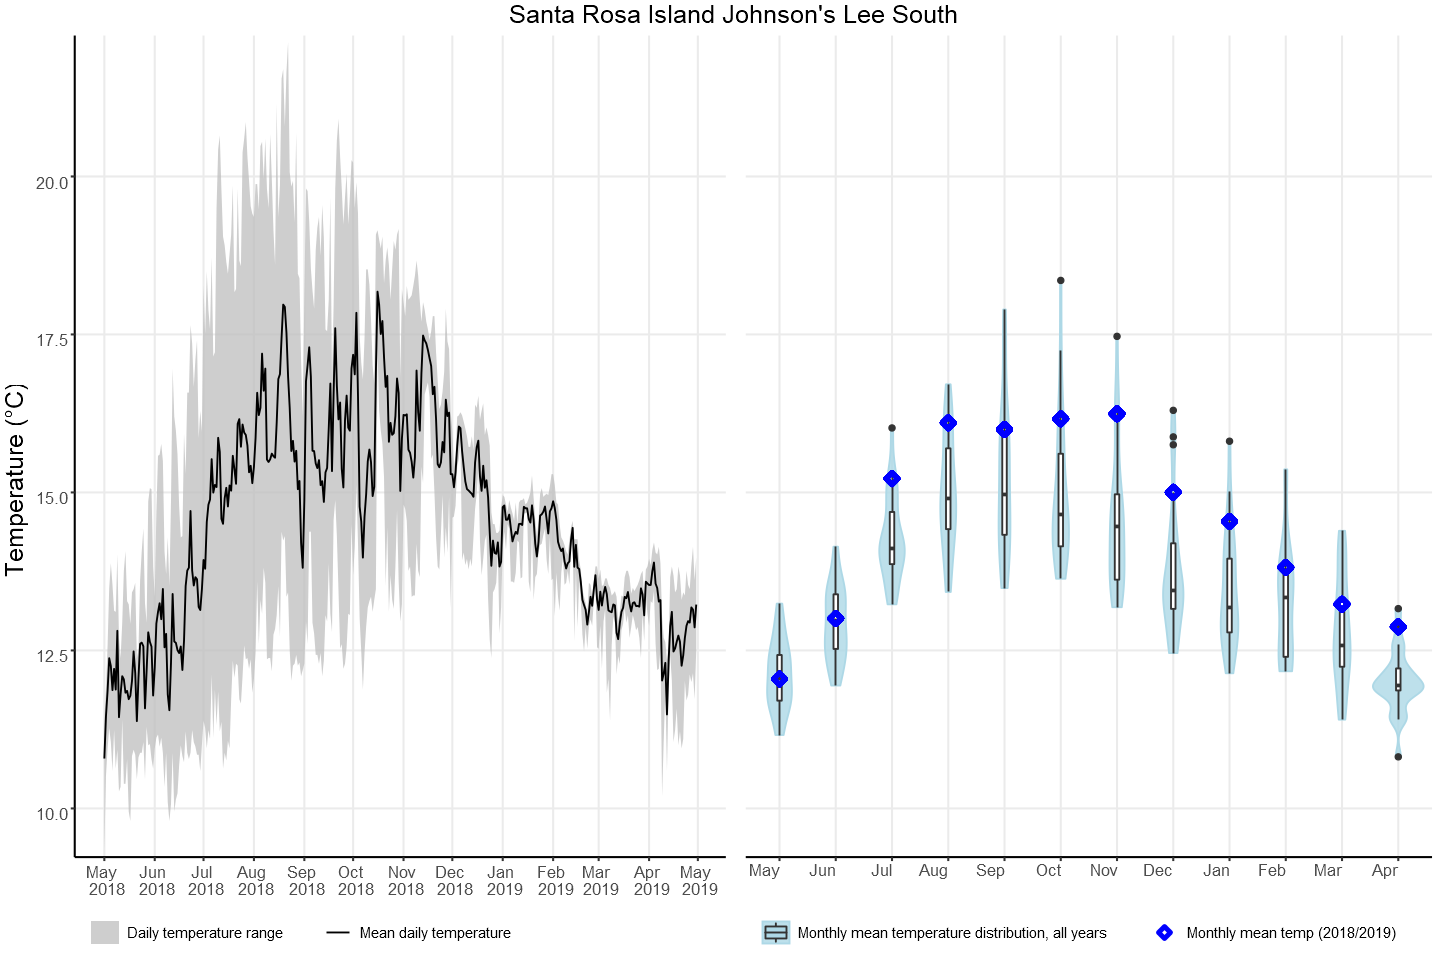 Santa Rosa Island Johnson's Lee South
Temperature (°C)
20.0
17.5
15.0
12.5
10.0
May Jun Jul Aug Sep Oct Nov Dec Jan Feb Mar Apr May
2018 2018 2018 2018 2018 2018 2018 2018 2019 2019 2019 2019 2019
May Jun Jul Aug Sep Oct Nov Dec Jan Feb Mar Apr
Daily temperature range Mean daily temperature
Monthly mean temperature distribution, all years Monthly mean temp (2018/2019)